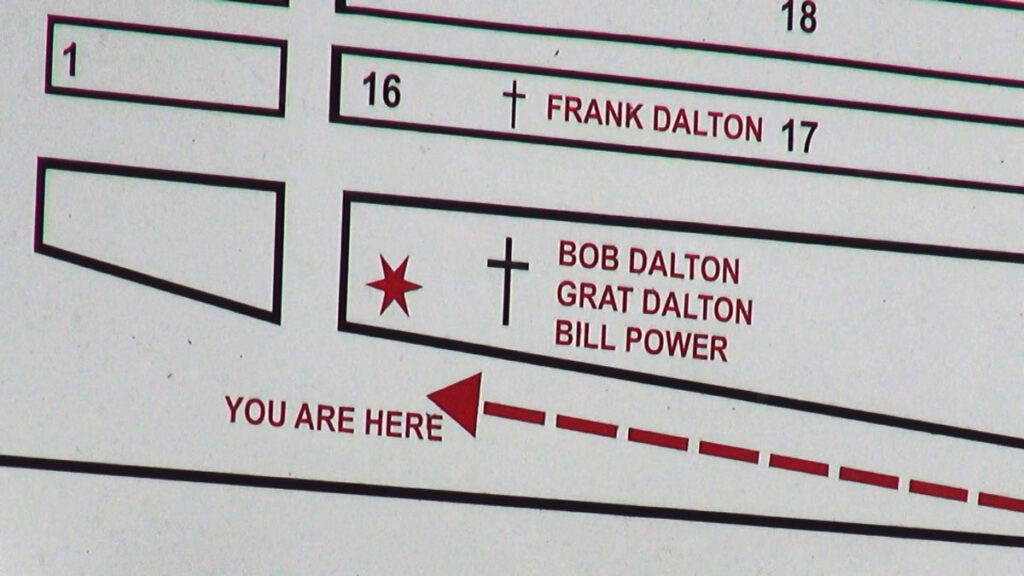 18
1
16
FRANK DALTON
17
BOB DALTON
GRAT DALTON
BILL POWER
YOU ARE HERE